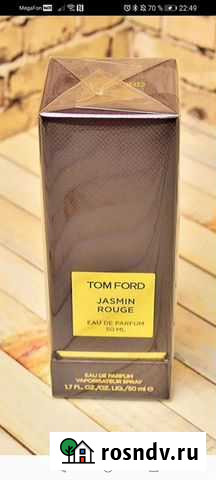 MegaFon
70 %
22:49
TOM FORD
JASMIN
ROUGE
EAU DE PARFUM
50 ML
EAU DE PARFUM
VAPORISATEUR SPRAY
1.7 FL.OZ./OZ. LIQ./50 ml ℮
rosndv.ru